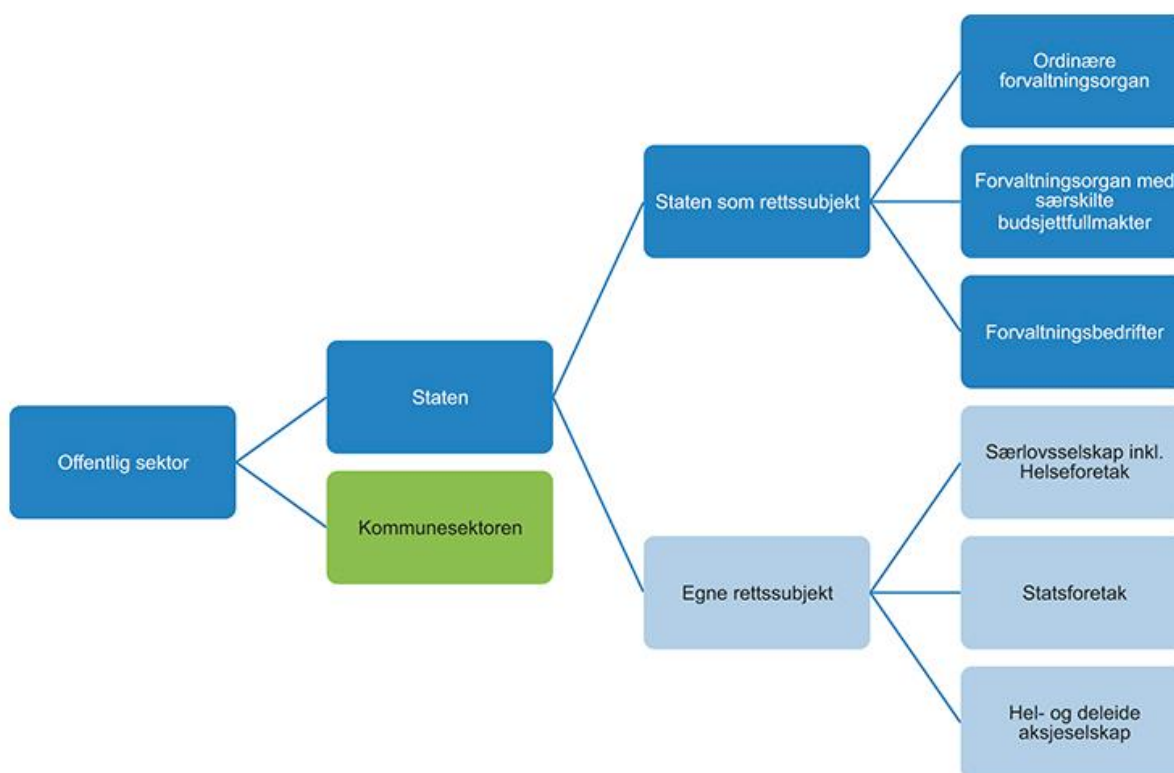 Offentlig sektor
Staten
Kommunesektoren
Staten som rettssubjekt
Egne rettssubjekt
Ordinære
forvaltningsorgan
Forvaltningsorgan med
særskilte
budsjettfullmakter
Forvaltningsbedrifter
Særlovsselskap inkl.
Helseforetak
Statsforetak
Hel- og deleide
aksjeselskap